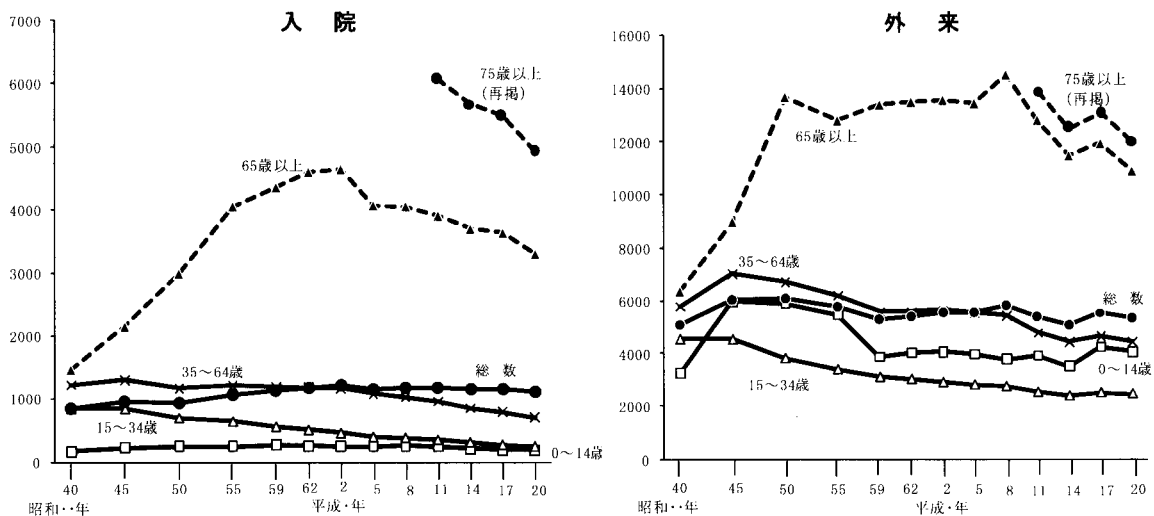 入 院
7000
6000
5000
4000
3000
2000
1000
0
75歳以上
(再掲)
65歳以上
35～64歳
総 数
15～34歳
0～14歳
40 45 50 55 59 62 2 5 8 11 14 17 20
昭和‥年 平成･年
外 来
16000
14000
12000
10000
8000
6000
4000
2000
0
75歳以上
(再掲)
65歳以上
35～64歳
総 数
0～14歳
15～34歳
40 45 50 55 59 62 2 5 8 11 14 17 20
昭和‥年 平成･年